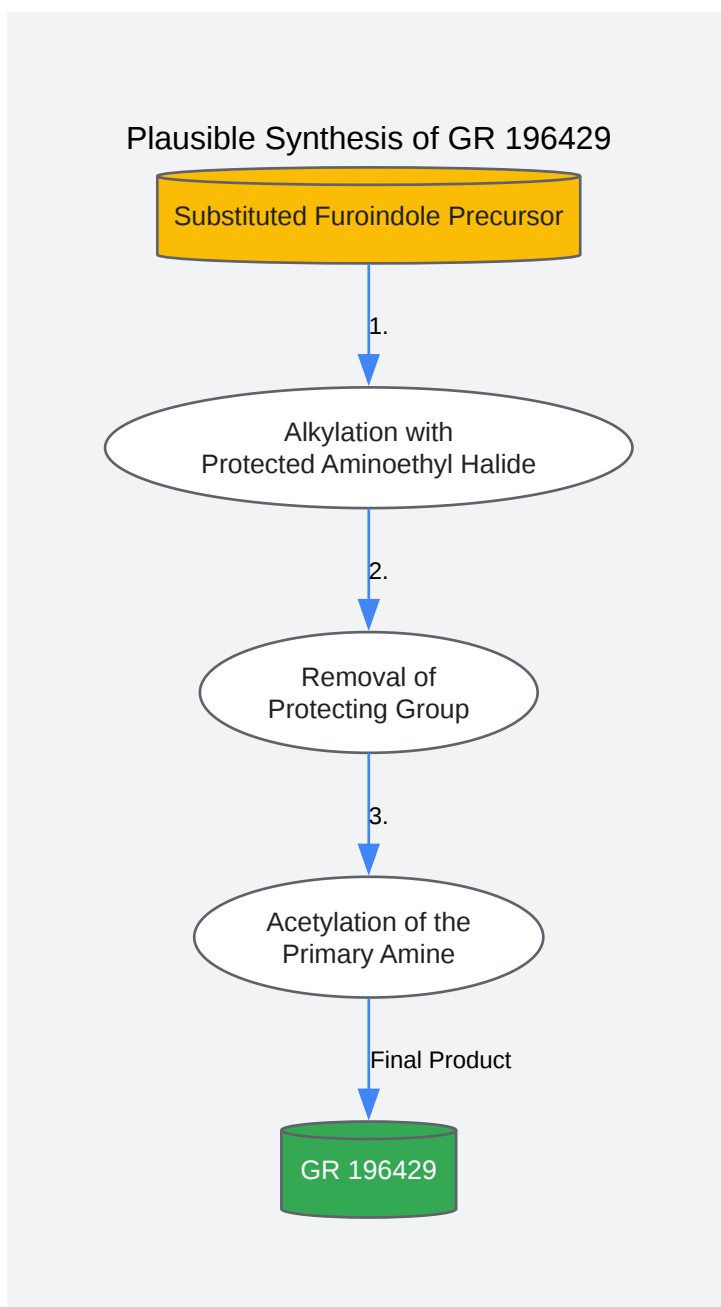 Plausible Synthesis of GR 196429
Substituted Furoindole Precursor
1.
Alkylation with
Protected Aminoethyl Halide
2.
Removal of
Protecting Group
3.
Acetylation of the
Primary Amine
Final Product
GR 196429